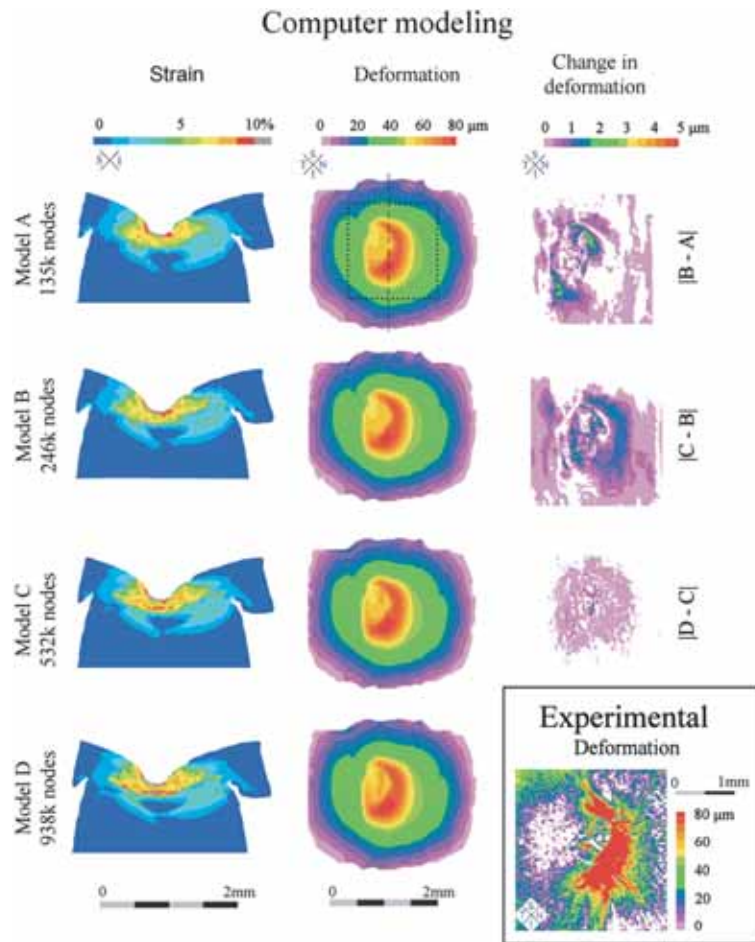 Computer modeling
Strain
Deformation
Change in
deformation
0 5 10%
0 20 40 60 80 µm
0 1 2 3 4 5 µm
Model A
135k nodes
|B - A|
Model B
246k nodes
|C - B|
Model C
532k nodes
|D - C|
Model D
938k nodes
0 2mm
0 2mm
Experimental
Deformation
0 1mm
80 µm
60
40
20
0